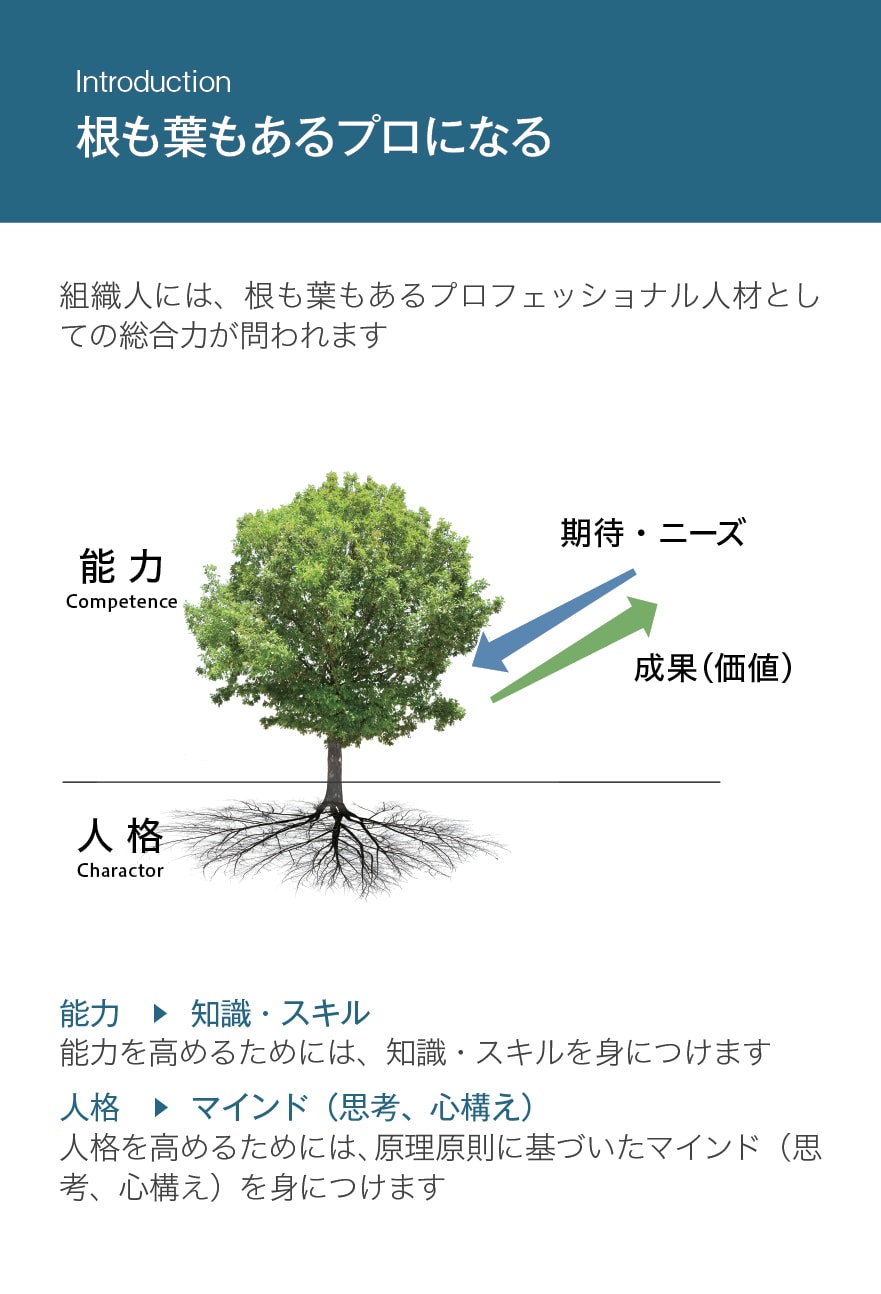 Introduction
根も葉もあるプロになる
組織人には、根も葉もあるプロフェッショナル人材とし
ての総合力が問われます
期待・ニーズ
能力
Competence
成果(価値)
人格
Charactor
能力 ▶ 知識・スキル
能力を高めるためには、知識・スキルを身につけます
人格 ▶ マインド（思考、心構え）
人格を高めるためには、原理原則に基づいたマインド（思
考、心構え）を身につけます